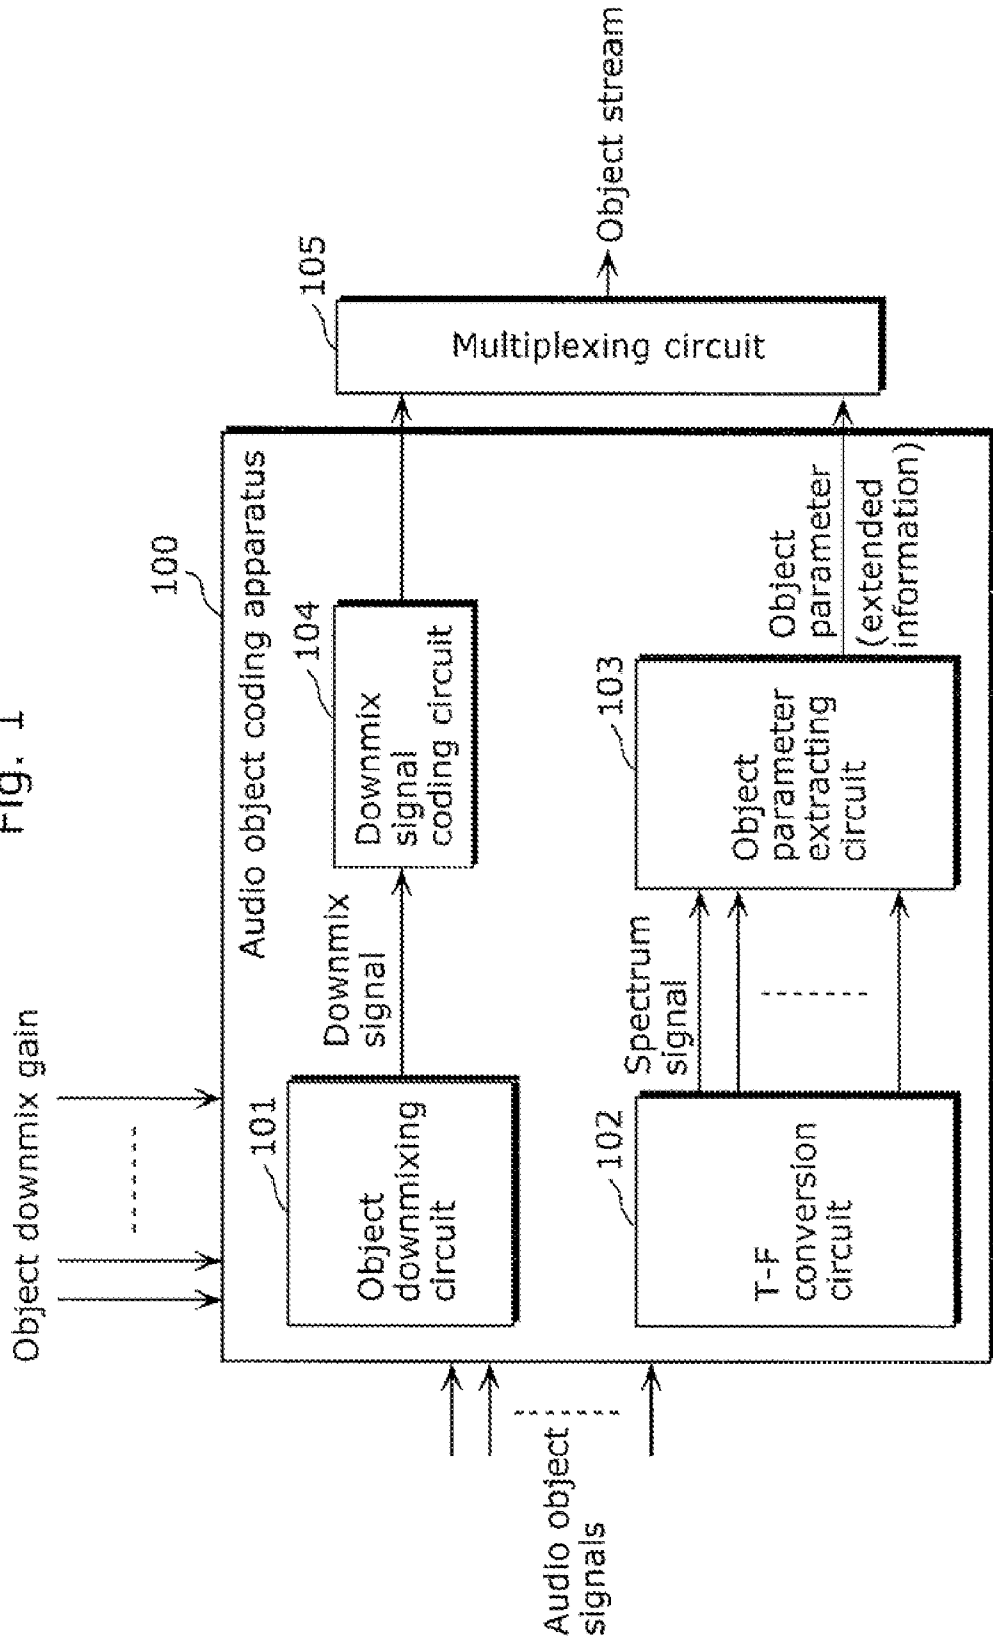 Fig. 1
Object downmix gain
100
Audio object coding apparatus
Audio object
signals
101
Object
downmixing
circuit
Downmix
signal
104
Downmix
signal
coding circuit
105
Multiplexing circuit
Object stream
102
T-F
conversion
circuit
Spectrum
signal
103
Object
parameter
extracting
circuit
Object
parameter
(extended
information)